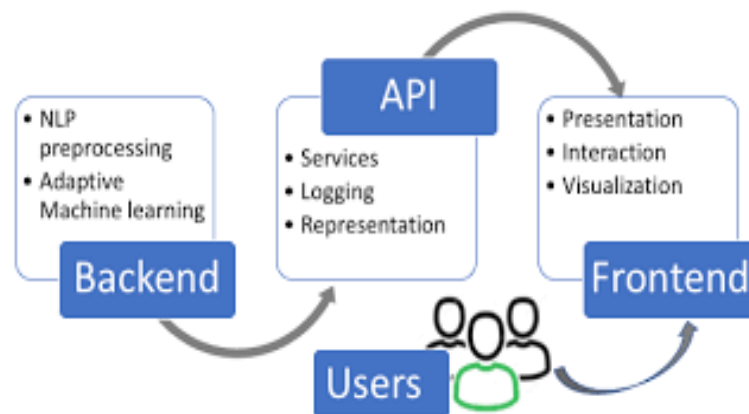 • NLP
preprocessing
• Adaptive
Machine learning
Backend
API
• Services
• Logging
• Representation
• Presentation
• Interaction
• Visualization
Frontend
Users